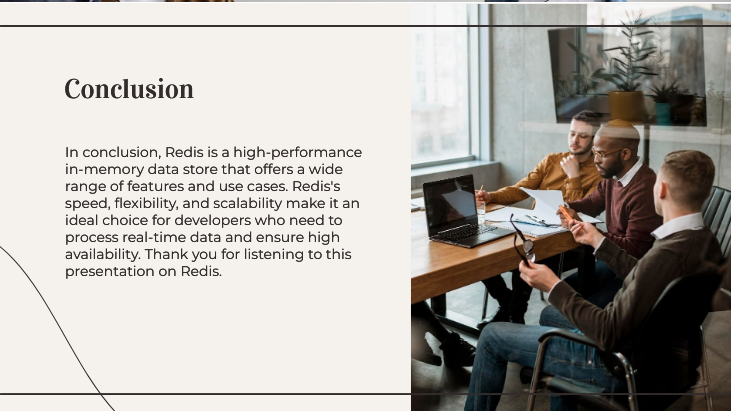 Conclusion
In conclusion, Redis is a high-performance
in-memory data store that offers a wide
range of features and use cases. Redis's
speed, flexibility, and scalability make it an
ideal choice for developers who need to
process real-time data and ensure high
availability. Thank you for listening to this
presentation on Redis.